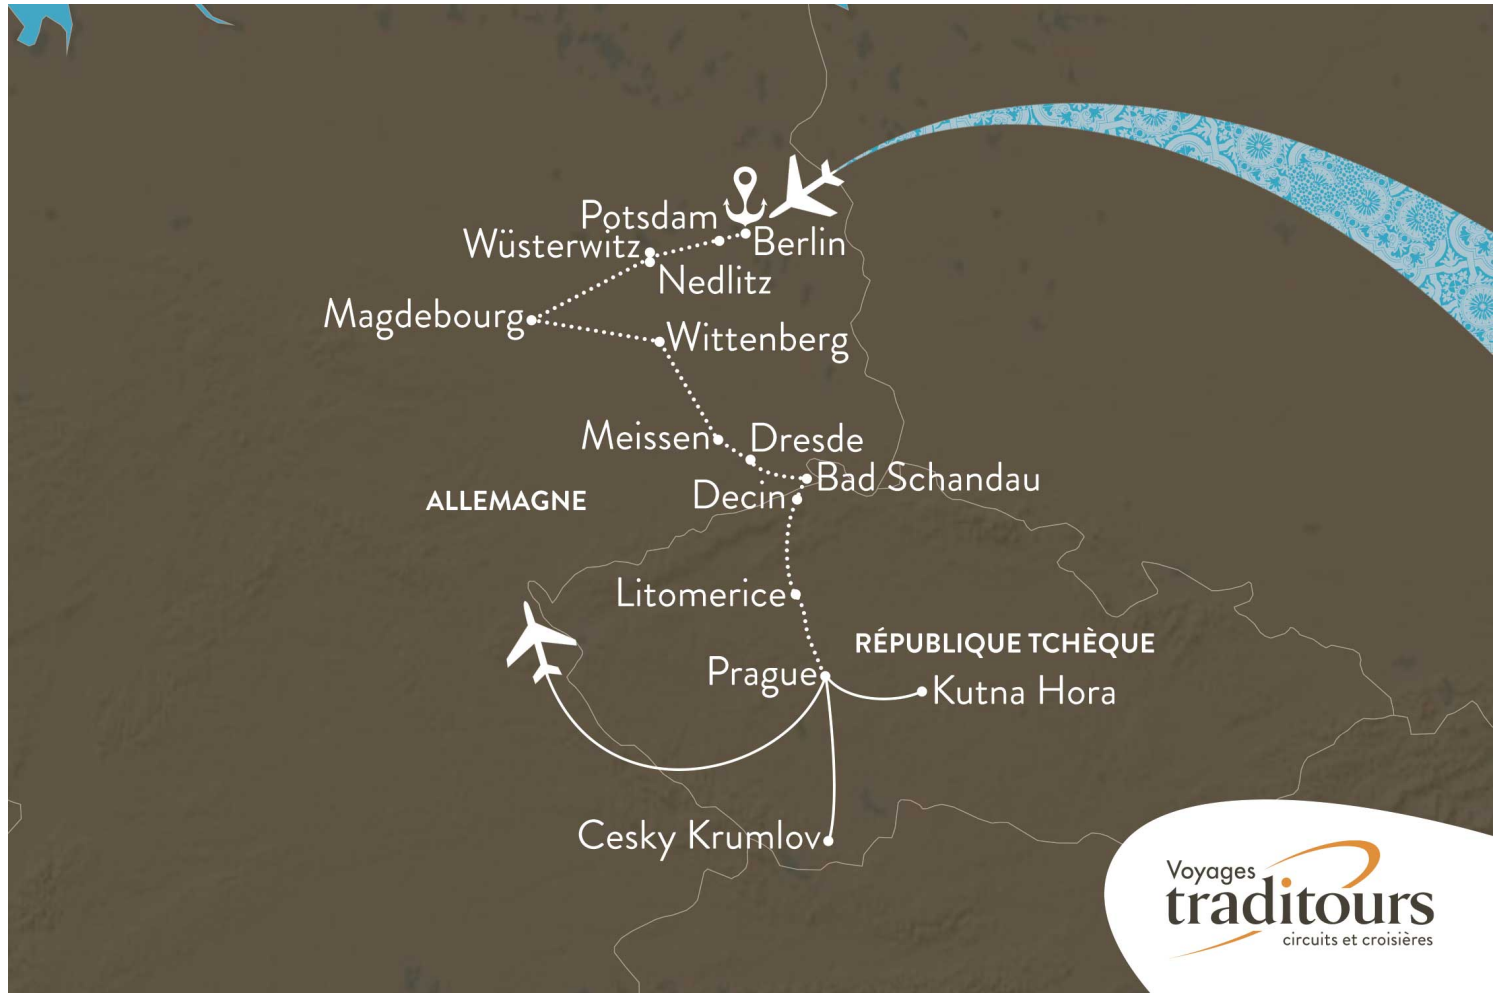 Potsdam
Wüsterwitz
Berlin
Nedlitz
Magdebourg
Wittenberg
Meissen
Dresde
Bad Schandau
Decin
ALLEMAGNE
Litomerice
RÉPUBLIQUE TCHÈQUE
Prague
Kutna Hora
Cesky Krumlov
Voyages
traditours
circuits et croisières